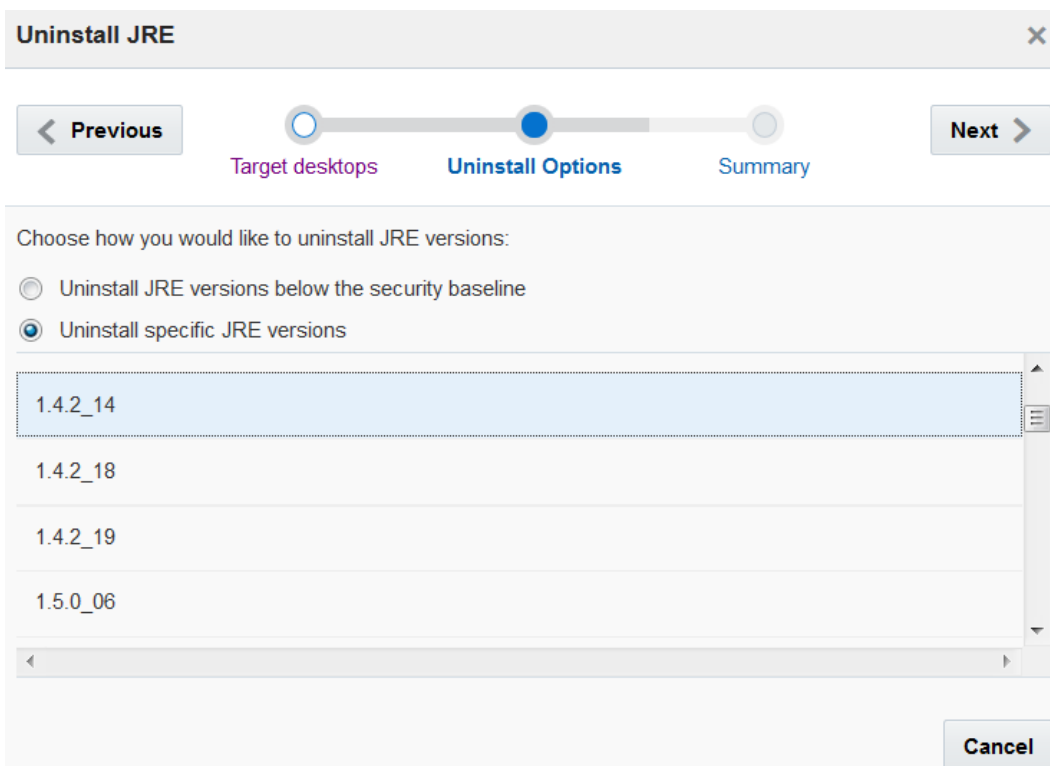 Uninstall JRE
Previous
Next
Target desktops
Uninstall Options
Summary
Choose how you would like to uninstall JRE versions:
Uninstall JRE versions below the security baseline
Uninstall specific JRE versions
1.4.2_14
1.4.2_18
1.4.2_19
1.5.0_06
Cancel